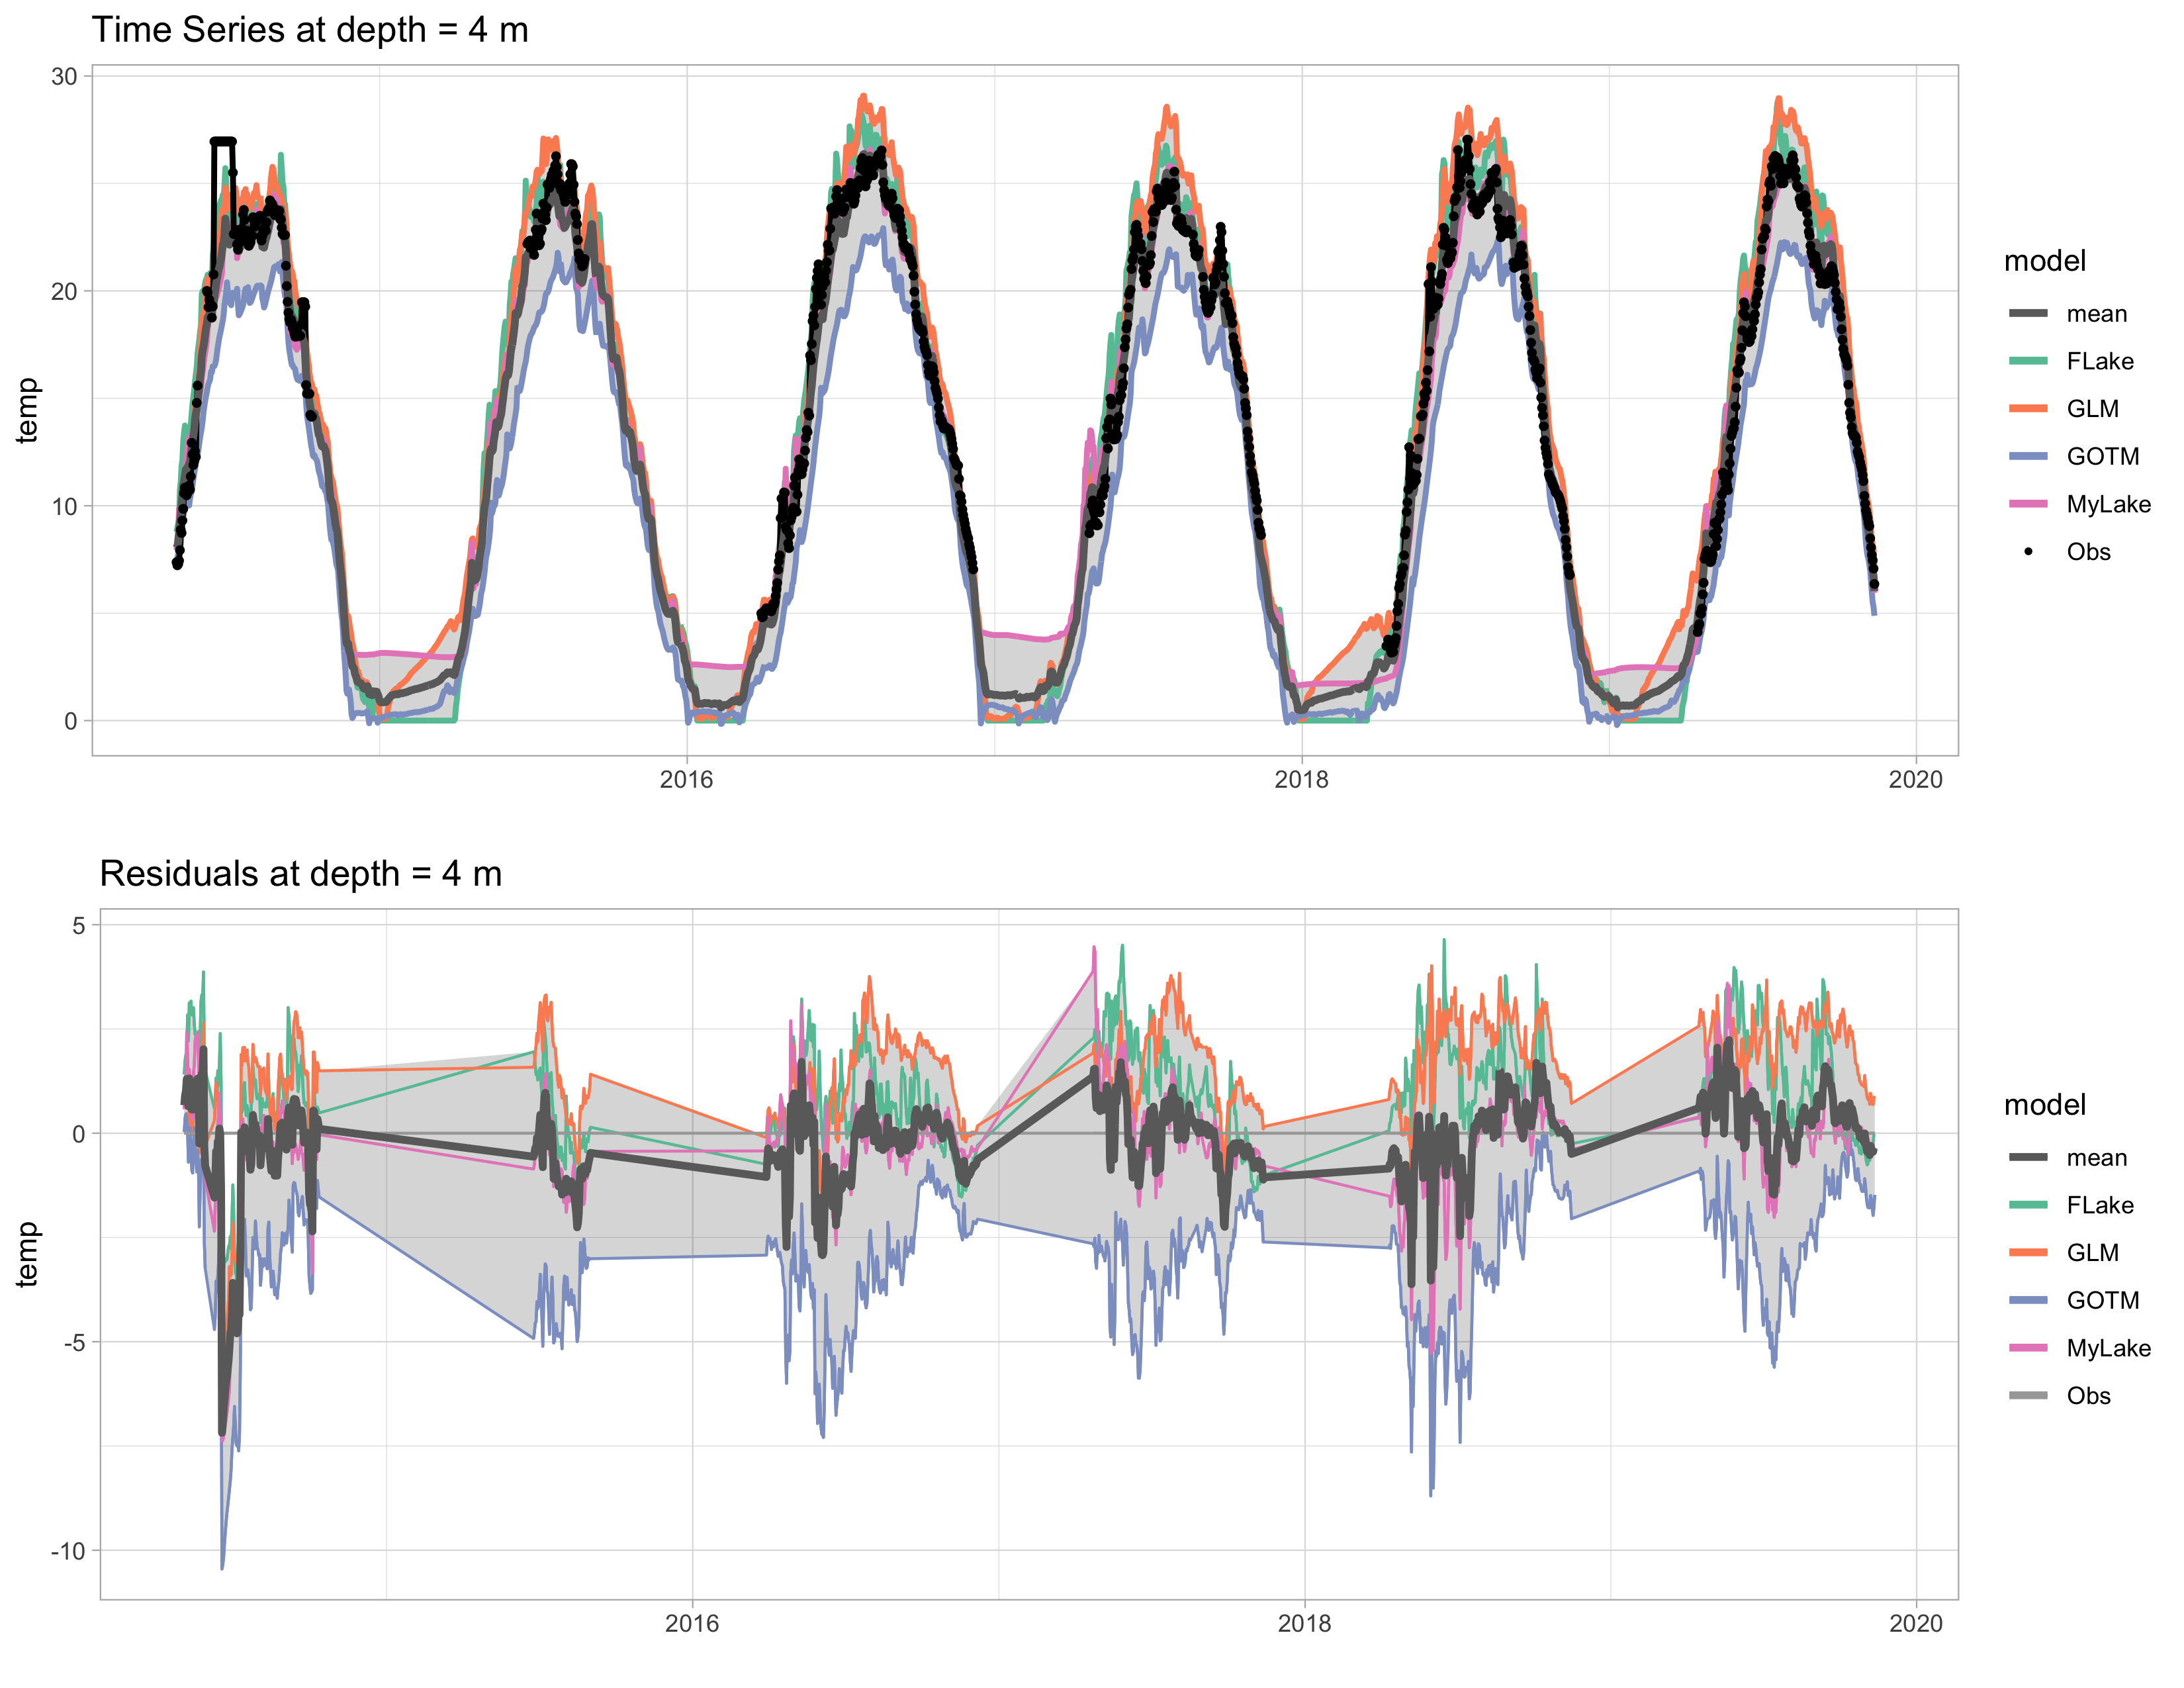 Time Series at depth = 4 m
30
20
10
0
temp
2016
2018
2020
model
mean
FLake
GLM
GOTM
MyLake
Obs
Residuals at depth = 4 m
5
0
-5
-10
temp
2016
2018
2020
model
mean
FLake
GLM
GOTM
MyLake
Obs